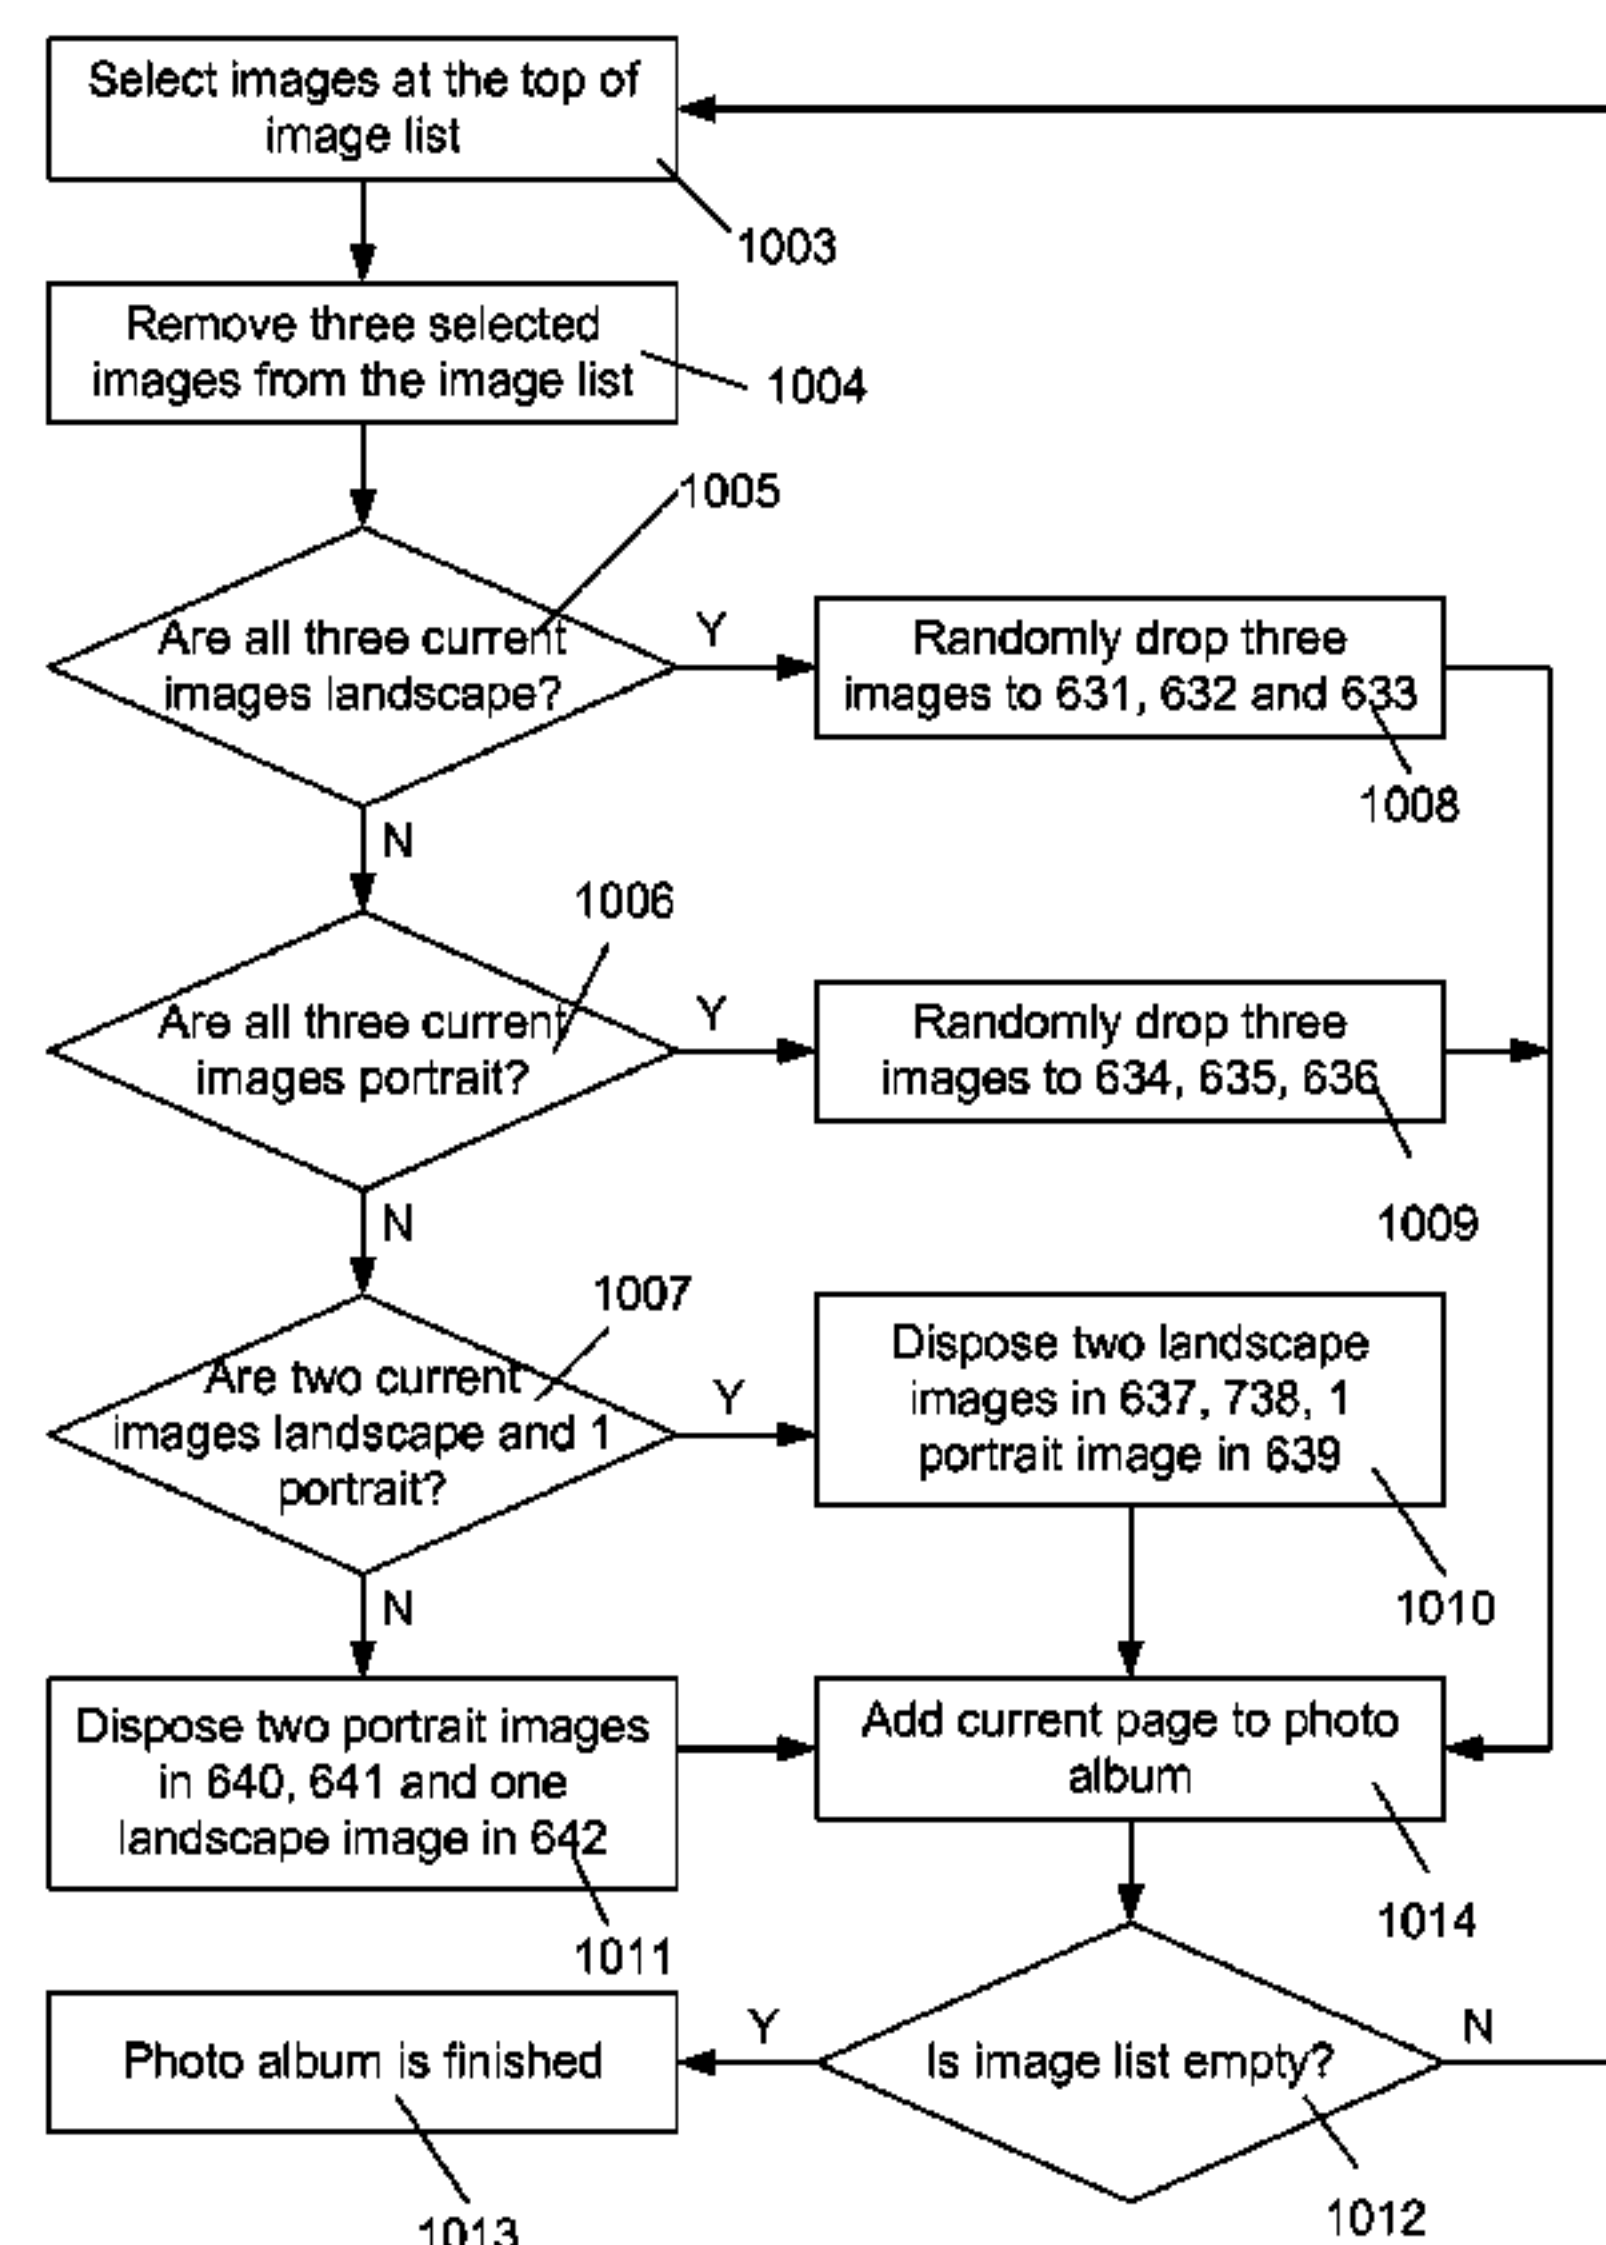 Select images at the top of
image list
1003
Remove three selected
images from the image list
1004
1005
Are all three current
images landscape?
Y
Randomly drop three
images to 631, 632 and 633
1008
N
1006
Are all three current
images portrait?
Y
Randomly drop three
images to 634, 635, 636
1009
N
1007
Are two current
images landscape and 1
portrait?
Y
Dispose two landscape
images in 637, 738, 1
portrait image in 639
1010
N
Dispose two portrait images
in 640, 641 and one
landscape image in 642
1011
Add current page to photo
album
1014
Photo album is finished
1013
Y
Is image list empty?
N
1012